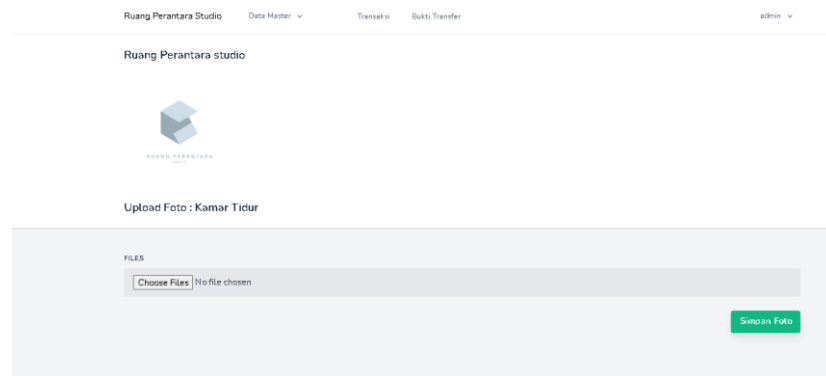 Ruang Perantara Studio Data Master Transaksi Bukti Transfer admin
Ruang Perantara studio
RUANG PERANTARA
Upload Foto : Kamar Tidur
FILES
Choose Files No file chosen
Simpan Foto